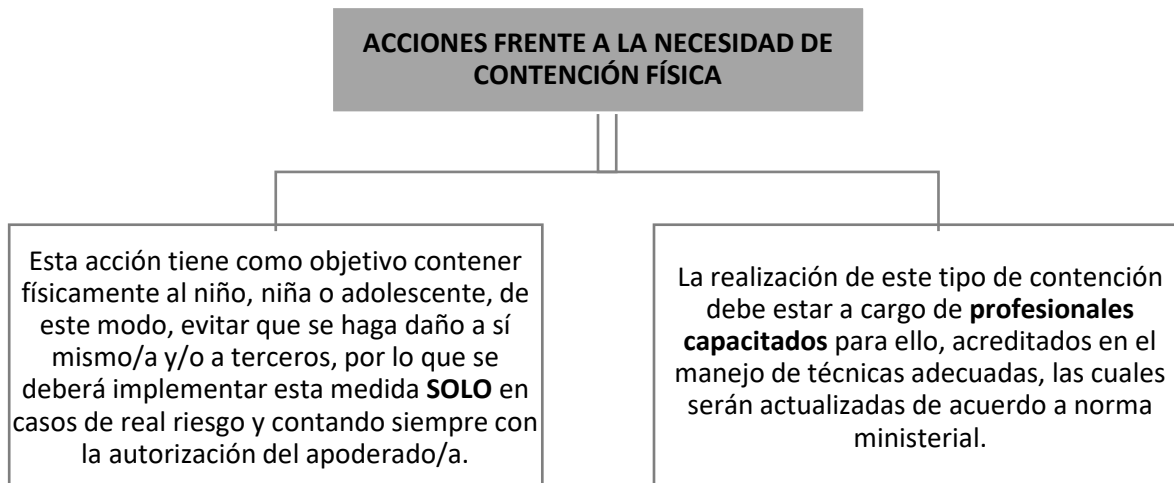 ACCIONES FRENTE A LA NECESIDAD DE
CONTENCIÓN FÍSICA
Esta acción tiene como objetivo contener
físicamente al niño, niña o adolescente, de
este modo, evitar que se haga daño a sí
mismo/a y/o a terceros, por lo que se
deberá implementar esta medida SOLO en
casos de real riesgo y contando siempre con
la autorización del apoderado/a.
La realización de este tipo de contención
debe estar a cargo de profesionales
capacitados para ello, acreditados en el
manejo de técnicas adecuadas, las cuales
serán actualizadas de acuerdo a norma
ministerial.